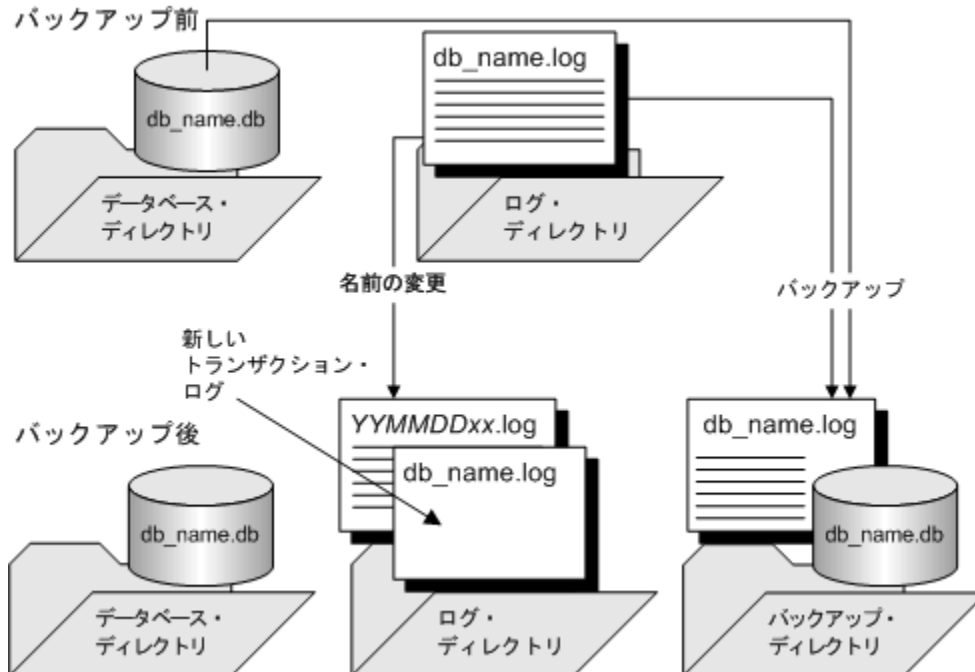 バックアップ前
db_name.db
データベース・
ディレクトリ
db_name.log
ログ・
ディレクトリ
名前の変更
バックアップ
新しい
トランザクション・
ログ
バックアップ後
db_name.db
データベース・
ディレクトリ
YYMMDDxx.log
db_name.log
ログ・
ディレクトリ
db_name.log
db_name.db
バックアップ・
ディレクトリ